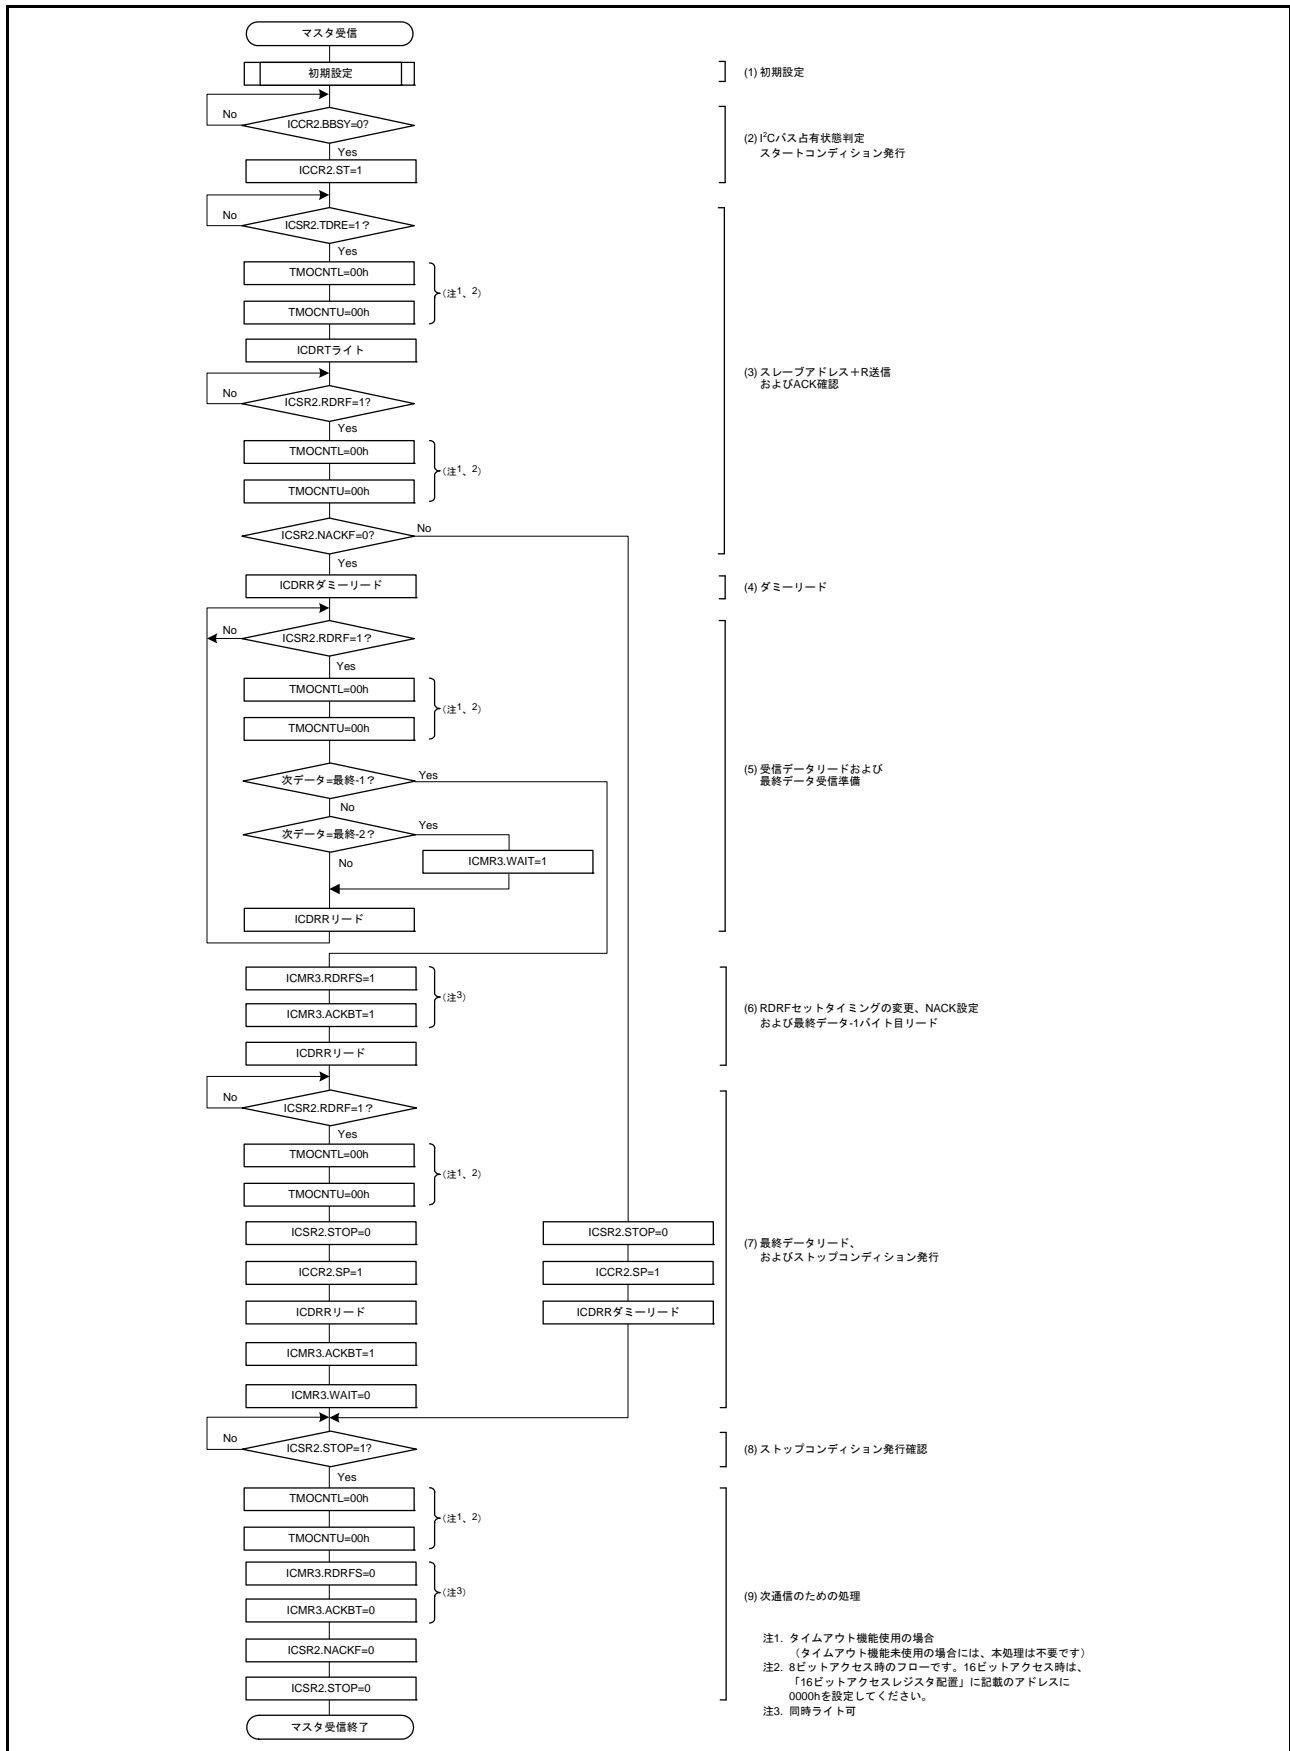 マスタ受信
初期設定
(1) 初期設定
No
ICCR2.BBSY=0?
Yes
ICCR2.ST=1
(2) I²Cバス占有状態判定
スタートコンディション発行
No
ICSR2.TDRE=1？
Yes
TMOCNTL=00h
TMOCNTU=00h
（注1、2）
ICDRTライト
No
ICSR2.RDRF=1?
Yes
TMOCNTL=00h
TMOCNTU=00h
（注1、2）
ICSR2.NACKF=0?
No
Yes
(3) スレーブアドレス＋R送信
およびACK確認
ICDRRダミーリード
(4) ダミーリード
No
ICSR2.RDRF=1？
Yes
TMOCNTL=00h
TMOCNTU=00h
（注1、2）
次データ=最終-1？
Yes
No
次データ=最終-2？
Yes
No
ICMR3.WAIT=1
ICDRRリード
(5) 受信データリードおよび
最終データ受信準備
ICMR3.RDRFS=1
ICMR3.ACKBT=1
（注3）
ICDRRリード
(6) RDRFセットタイミングの変更、NACK設定
および最終データ-1バイト目リード
No
ICSR2.RDRF=1？
Yes
TMOCNTL=00h
TMOCNTU=00h
（注1、2）
ICSR2.STOP=0
ICCR2.SP=1
ICDRRリード
ICMR3.ACKBT=1
ICMR3.WAIT=0
ICSR2.STOP=0
ICCR2.SP=1
ICDRRダミーリード
(7) 最終データリード、
およびストップコンディション発行
No
ICSR2.STOP=1?
Yes
(8) ストップコンディション発行確認
TMOCNTL=00h
TMOCNTU=00h
（注1、2）
ICMR3.RDRFS=0
ICMR3.ACKBT=0
（注3）
ICSR2.NACKF=0
ICSR2.STOP=0
マスタ受信終了
(9) 次通信のための処理
注1. タイムアウト機能使用の場合
（タイムアウト機能未使用の場合には、本処理は不要です）
注2. 8ビットアクセス時のフローです。16ビットアクセス時は、
「16ビットアクセスレジスタ配置」に記載のアドレスに
0000hを設定してください。
注3. 同時ライト可